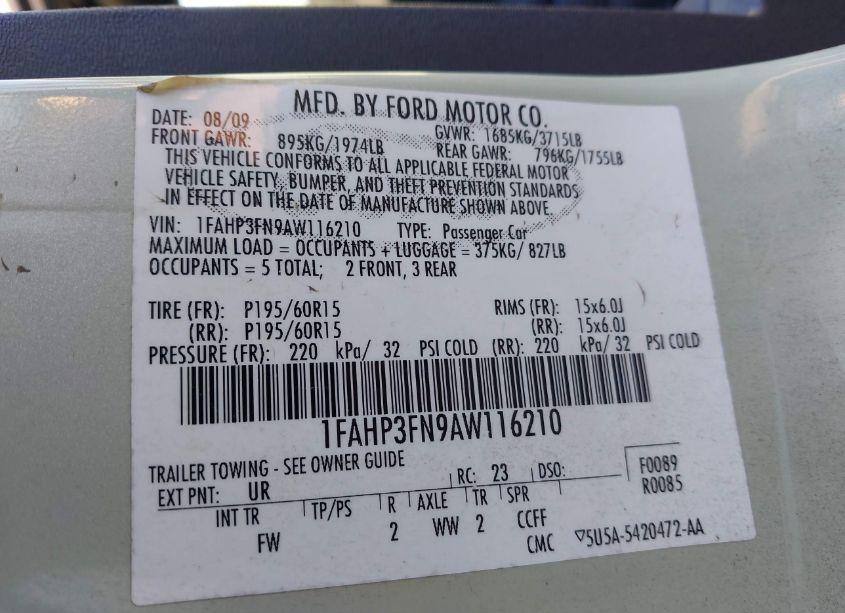 MFD. BY FORD MOTOR CO.
DATE: 08/09 GVWR: 1685KG/3715LB
FRONT GAWR: 895KG/1974LB REAR GAWR: 796KG/1755LB
THIS VEHICLE CONFORMS TO ALL APPLICABLE FEDERAL MOTOR
VEHICLE SAFETY, BUMPER, AND THEFT PREVENTION STANDARDS
IN EFFECT ON THE DATE OF MANUFACTURE SHOWN ABOVE.
VIN: 1FAHP3FN9AW116210 TYPE: Passenger Car
MAXIMUM LOAD = OCCUPANTS + LUGGAGE = 375KG/ 827LB
OCCUPANTS = 5 TOTAL; 2 FRONT, 3 REAR
TIRE (FR): P195/60R15 RIMS (FR): 15x6.0J
(RR): P195/60R15 (RR): 15x6.0J
PRESSURE (FR): 220 kPa/ 32 PSI COLD (RR): 220 kPa/ 32 PSI COLD
1FAHP3FN9AW116210
TRAILER TOWING - SEE OWNER GUIDE
EXT PNT: UR RC: 23 DSO: F0089
R0085
INT TR TP/PS R AXLE TR SPR
FW 2 WW 2 CCFF
CMC ▽5U5A-5420472-AA